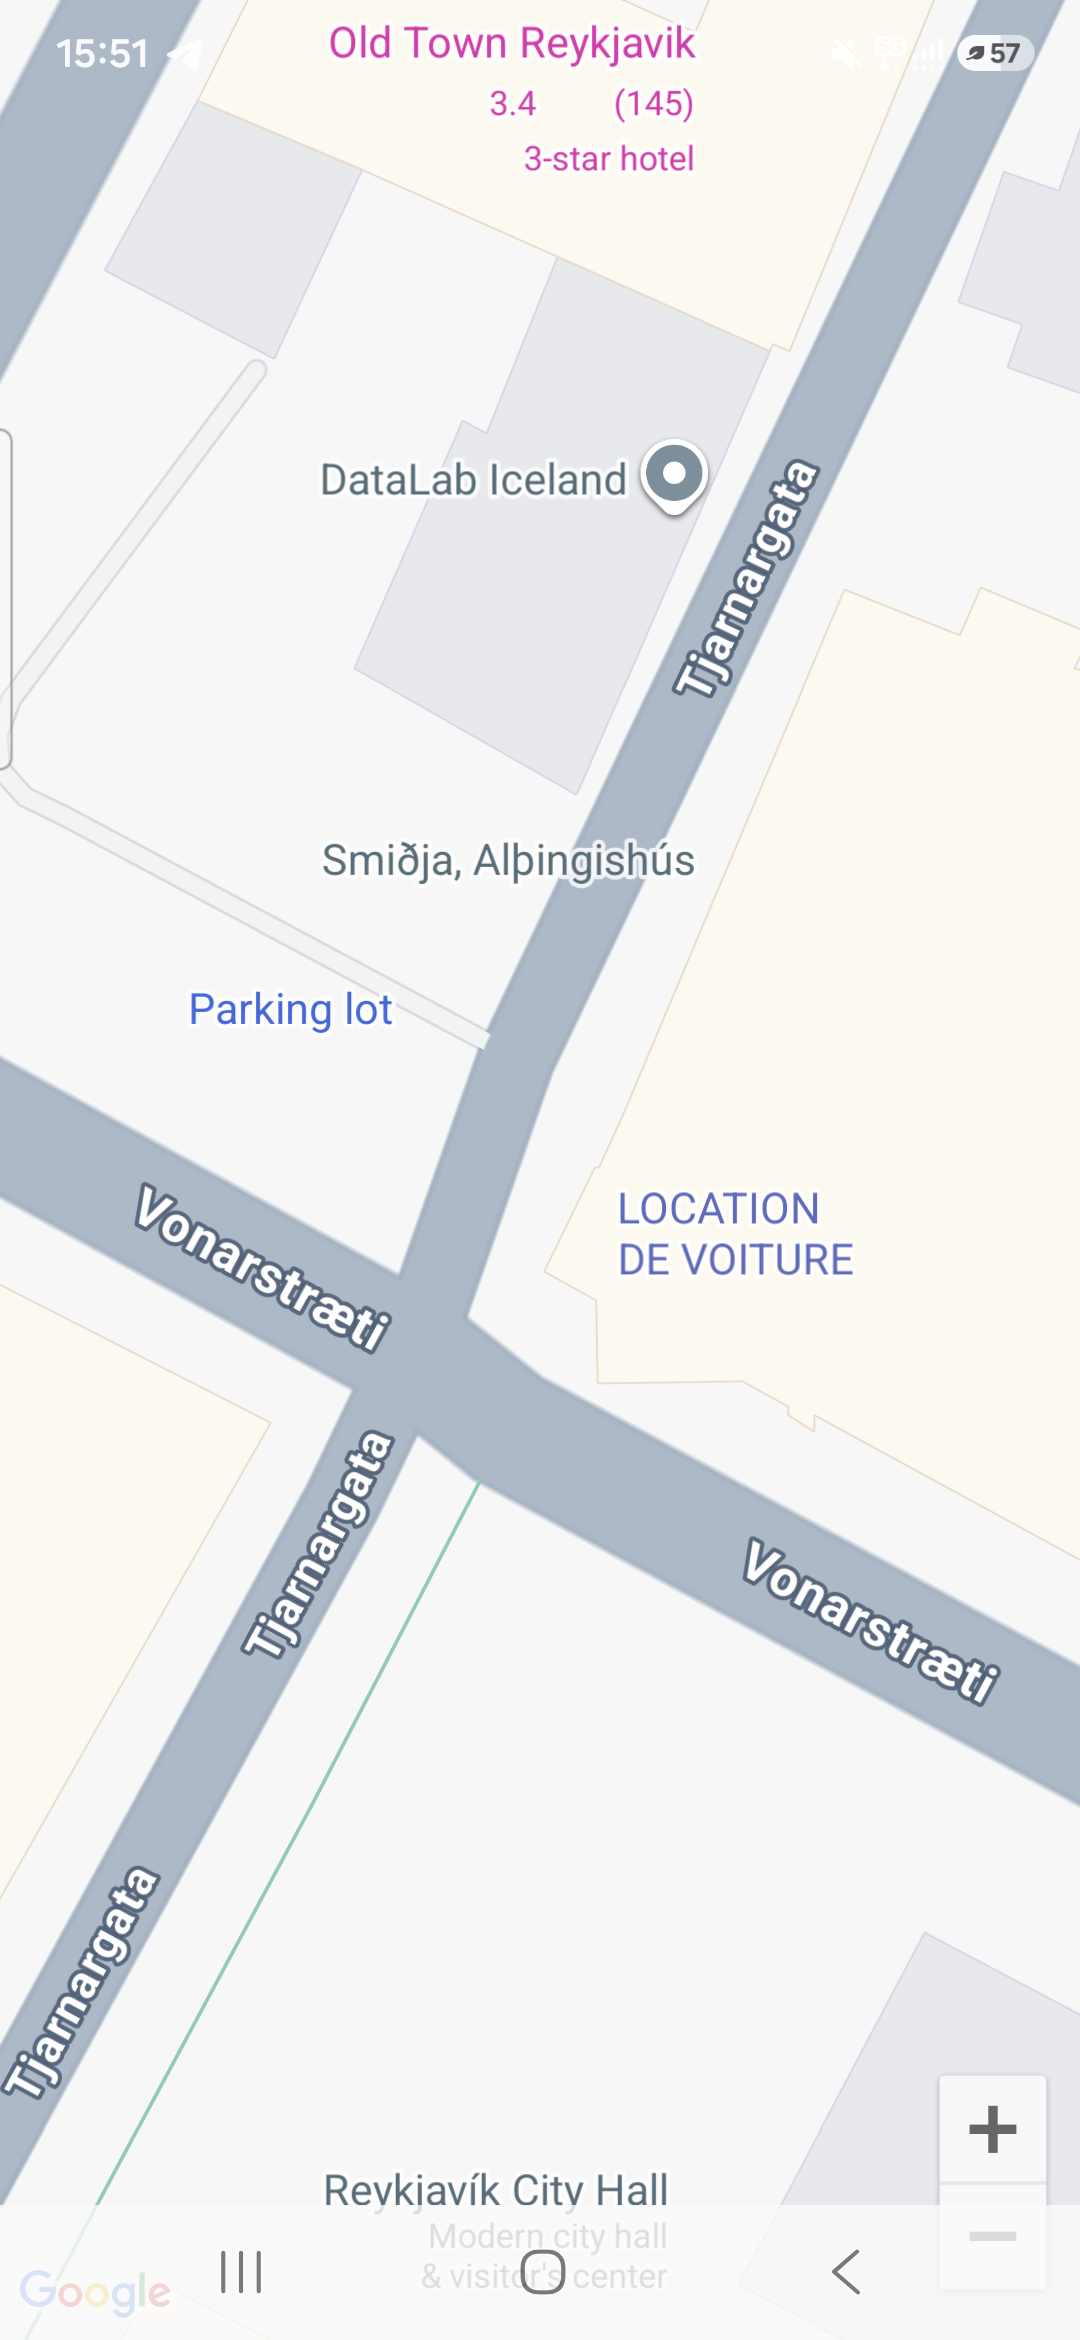 15:51
5G
57
Old Town Reykjavik
3.4 (145)
3-star hotel
DataLab Iceland
Tjarnargata
Smiðja, Alþingishús
Parking lot
LOCATION
DE VOITURE
Vonarstræti
Tjarnargata
Vonarstræti
Tjarnargata
Reykjavík City Hall
Modern city hall
& visitor's center
Google